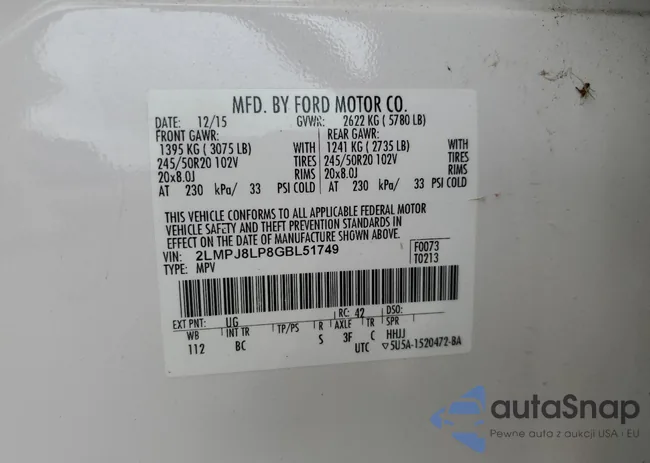 MFD. BY FORD MOTOR CO.
DATE: 12/15 GVWR: 2622 KG ( 5780 LB)
FRONT GAWR: REAR GAWR:
1395 KG ( 3075 LB) WITH 1241 KG ( 2735 LB) WITH
245/50R20 102V TIRES 245/50R20 102V TIRES
20x8.0J RIMS 20x8.0J RIMS
AT 230 kPa/ 33 PSI COLD AT 230 kPa/ 33 PSI COLD
THIS VEHICLE CONFORMS TO ALL APPLICABLE FEDERAL MOTOR
VEHICLE SAFETY AND THEFT PREVENTION STANDARDS IN
EFFECT ON THE DATE OF MANUFACTURE SHOWN ABOVE.
VIN: 2LMPJ8LP8GBL51749 F0073
TYPE: MPV T0213
EXT PNT: UG RC: 42 DSO:
WB INT TR TP/PS R AXLE TR SPR
112 BC S 3F C HHJJ
UTC ▽5U5A-1520472-BA
autaSnap
Pewne auto z aukcji USA i EU